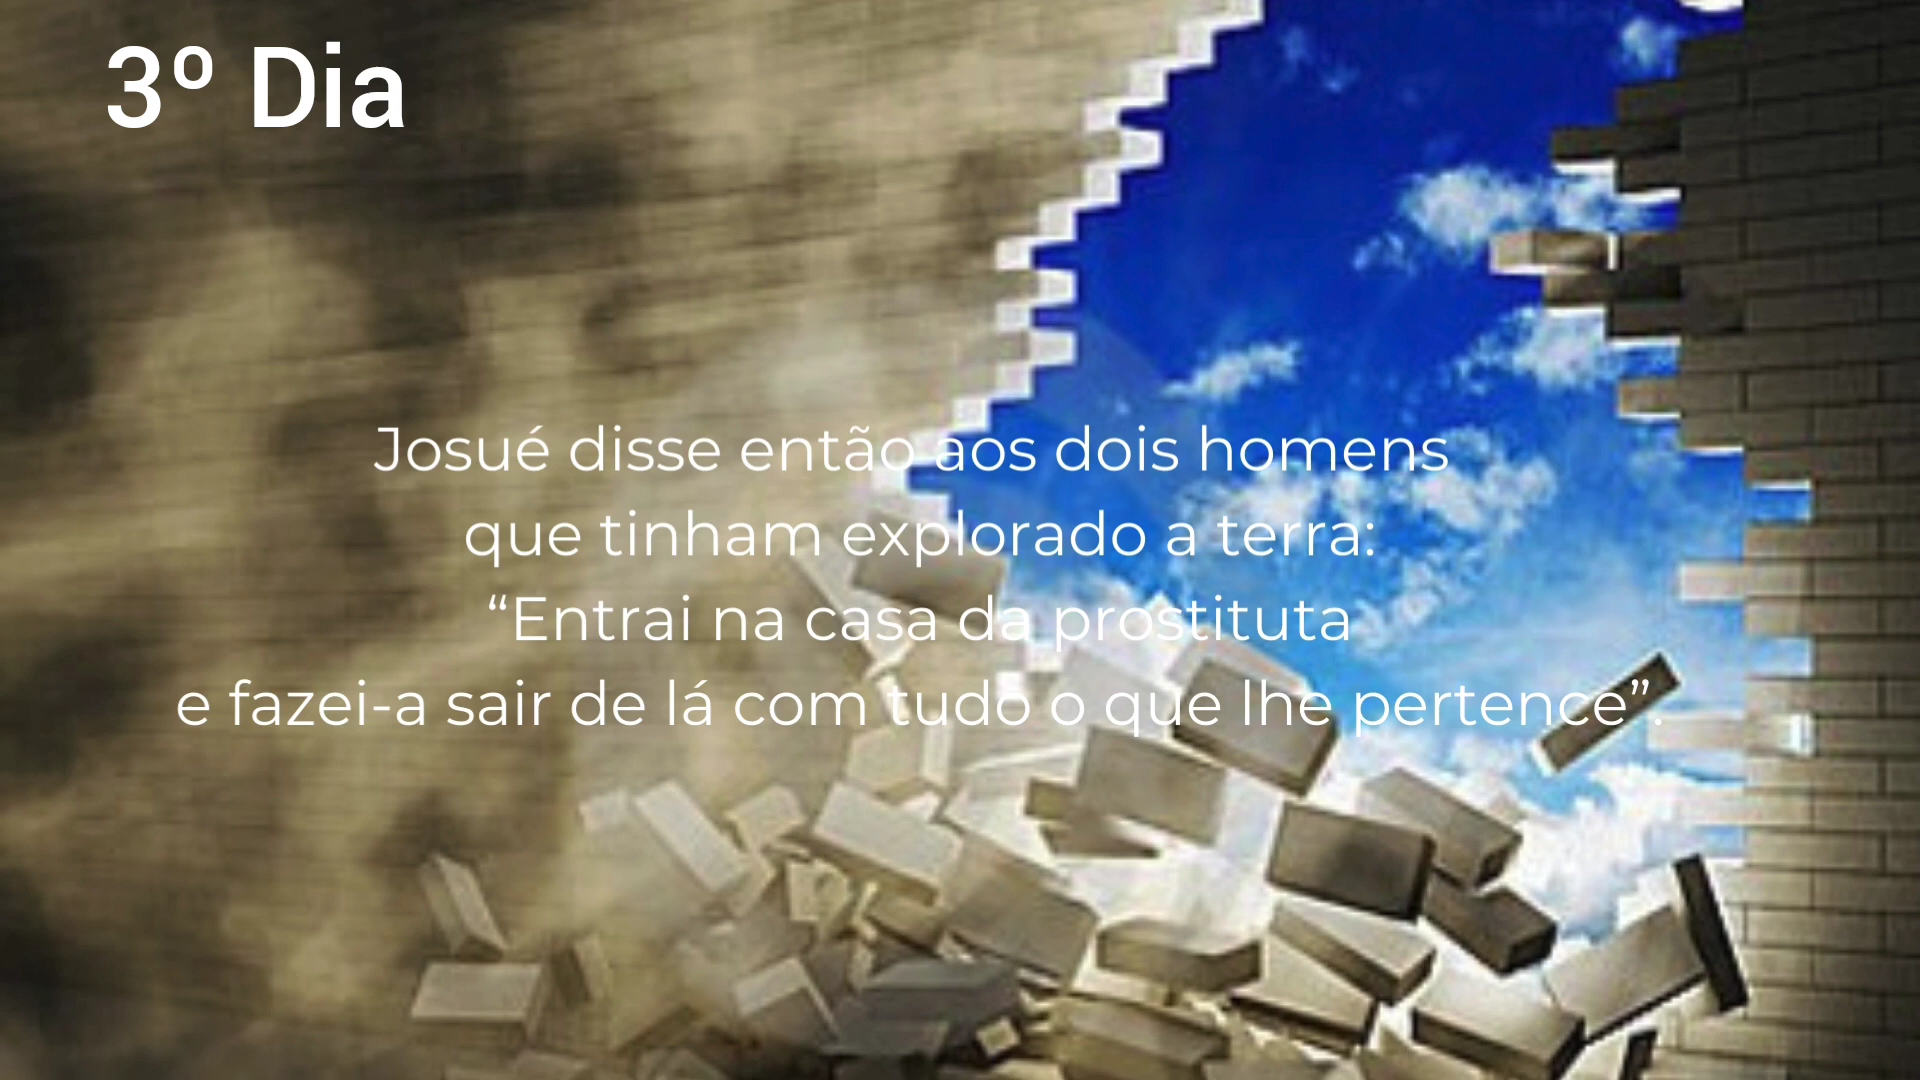 3º Dia
Josué disse então aos dois homens
que tinham explorado a terra:
“Entrai na casa da prostituta
e fazei-a sair de lá com tudo o que lhe pertence”.